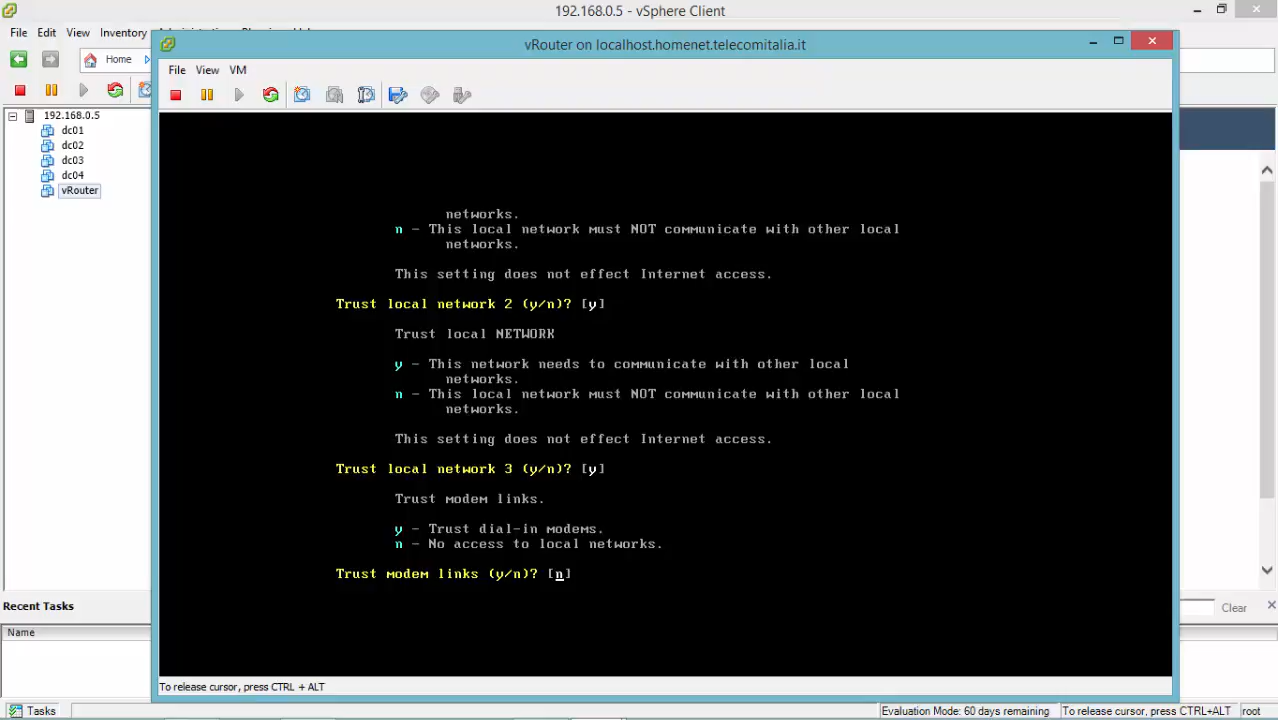 192.168.0.5 - vSphere Client
File Edit View Inventory
Home
vRouter on localhost.homenet.telecomitalia.it
File View VM
192.168.0.5
dc01
dc02
dc03
dc04
vRouter
networks.
n - This local network must NOT communicate with other local
networks.
This setting does not effect Internet access.
Trust local network 2 (y/n)? [y]
Trust local NETWORK
y - This network needs to communicate with other local
networks.
n - This local network must NOT communicate with other local
networks.
This setting does not effect Internet access.
Trust local network 3 (y/n)? [y]
Trust modem links.
y - Trust dial-in modems.
n - No access to local networks.
Trust modem links (y/n)? [n]
To release cursor, press CTRL + ALT
Recent Tasks
Name
Clear
Tasks
Evaluation Mode: 60 days remaining
To release cursor, press CTRL+ALT
root